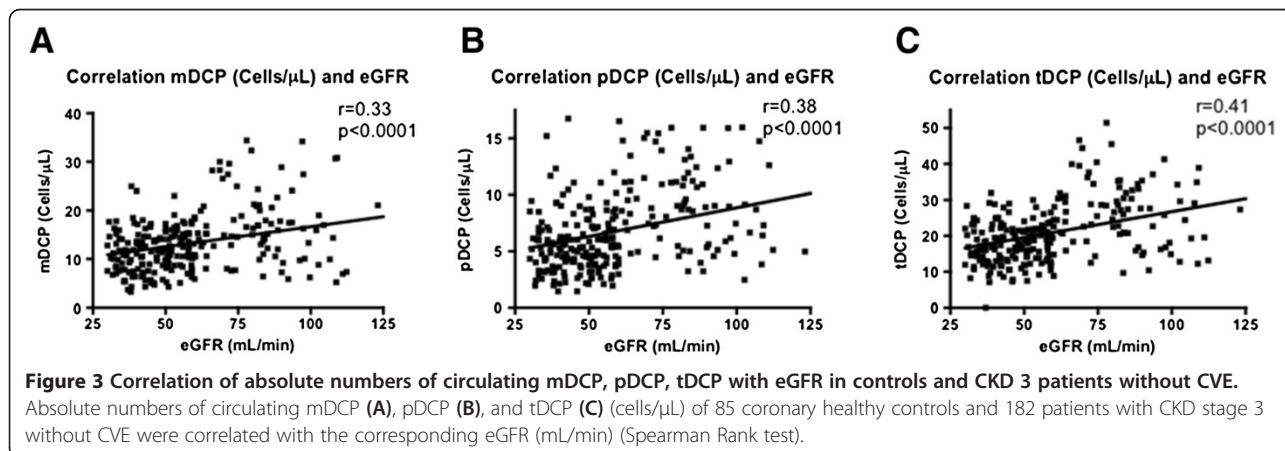 A
Correlation mDCP (Cells/μL) and eGFR
r=0.33
p<0.0001
40
30
20
10
0
mDCP (Cells/μL)
25
50
75
100
125
eGFR (mL/min)
B
Correlation pDCP (Cells/μL) and eGFR
r=0.38
p<0.0001
15
10
5
0
pDCP (Cells/μL)
25
50
75
100
125
eGFR (mL/min)
C
Correlation tDCP (Cells/μL) and eGFR
r=0.41
p<0.0001
50
40
30
20
10
0
tDCP (Cells/μL)
25
50
75
100
125
eGFR (mL/min)
Figure 3 Correlation of absolute numbers of circulating mDCP, pDCP, tDCP with eGFR in controls and CKD 3 patients without CVE.
Absolute numbers of circulating mDCP (A), pDCP (B), and tDCP (C) (cells/μL) of 85 coronary healthy controls and 182 patients with CKD stage 3
without CVE were correlated with the corresponding eGFR (mL/min) (Spearman Rank test).